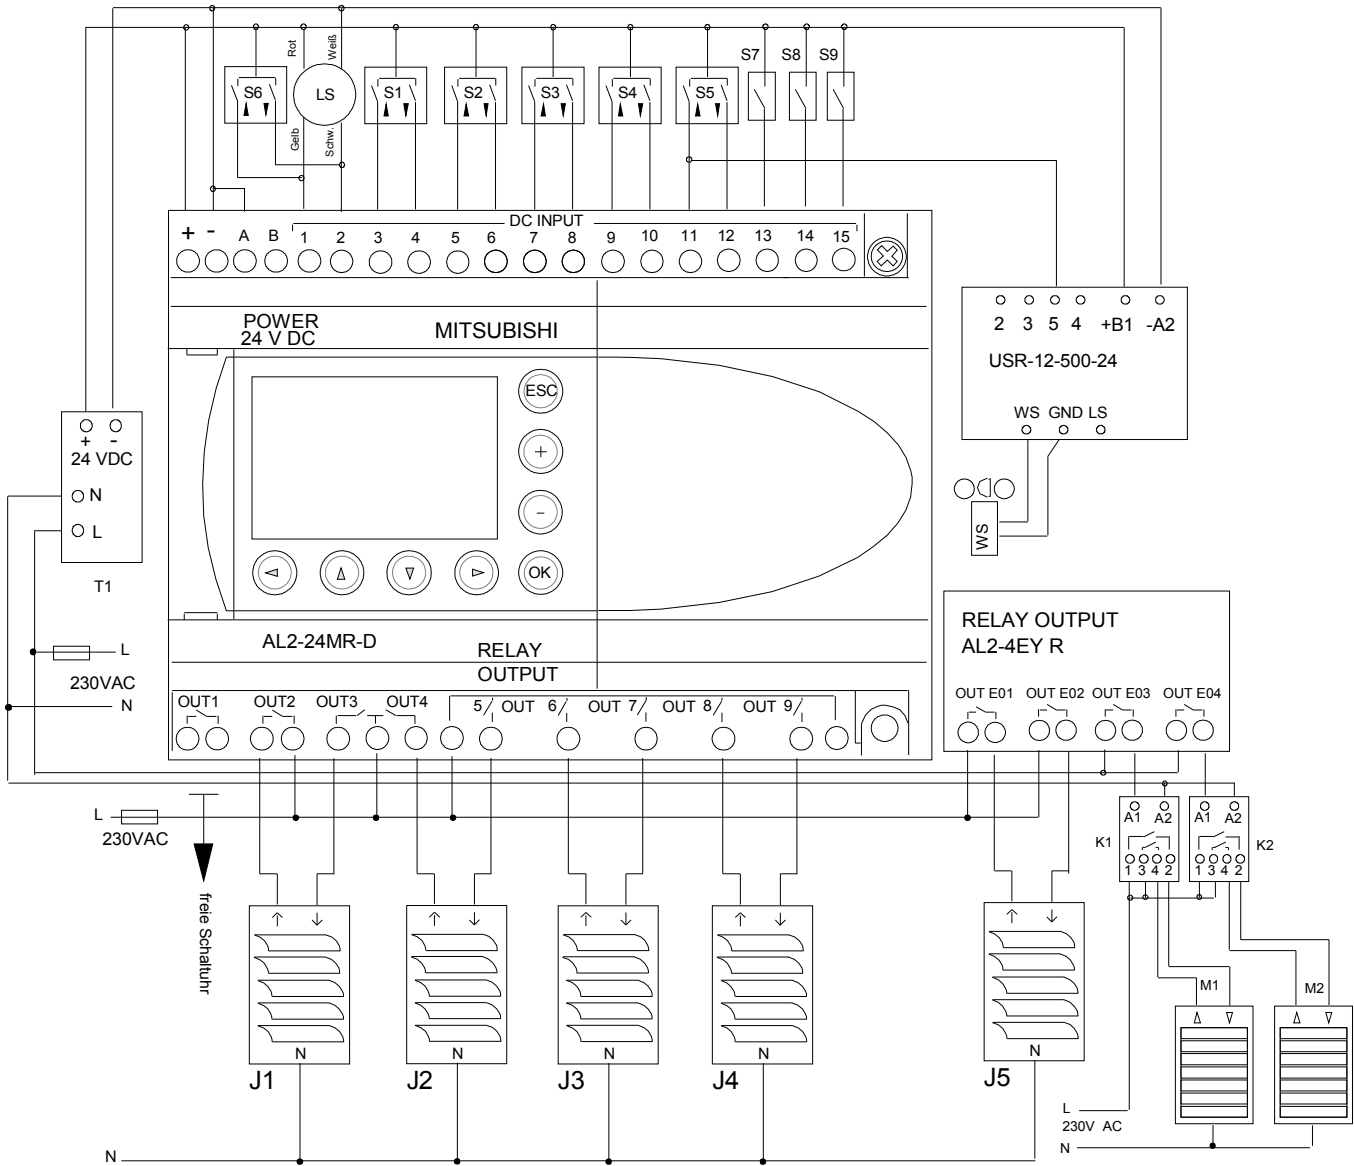 Rot
Weiß
S7 S8 S9
S6 LS S1 S2 S3 S4 S5
Gelb
Schw.
DC INPUT
+ - A B 1 2 3 4 5 6 7 8 9 10 11 12 13 14 15
POWER
24 V DC
MITSUBISHI
ESC
+
-
OK
2 3 5 4 +B1 -A2
USR-12-500-24
WS GND LS
WS
+ -
24 VDC
N
L
T1
L
230VAC
N
AL2-24MR-D
RELAY
OUTPUT
OUT1 OUT2 OUT3 OUT4 5 OUT 6 OUT 7 OUT 8 OUT 9
RELAY OUTPUT
AL2-4EY R
OUT E01 OUT E02 OUT E03 OUT E04
L
230VAC
freie Schaltuhr
A1 A2 A1 A2
K1 K2
1 3 4 2 1 3 4 2
M1 M2
N N N N N
J1 J2 J3 J4 J5
L
230V AC
N
N